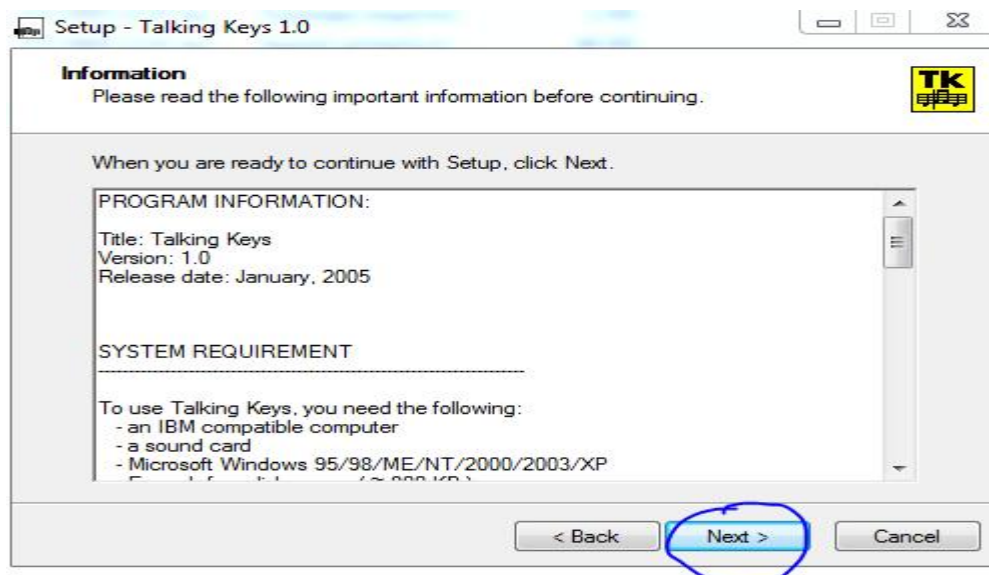 Setup - Talking Keys 1.0
Information
Please read the following important information before continuing.
TK
When you are ready to continue with Setup, click Next.
PROGRAM INFORMATION:
Title: Talking Keys
Version: 1.0
Release date: January, 2005
SYSTEM REQUIREMENT
----------------------------------------------------------------------
To use Talking Keys, you need the following:
- an IBM compatible computer
- a sound card
- Microsoft Windows 95/98/ME/NT/2000/2003/XP
< Back
Next >
Cancel